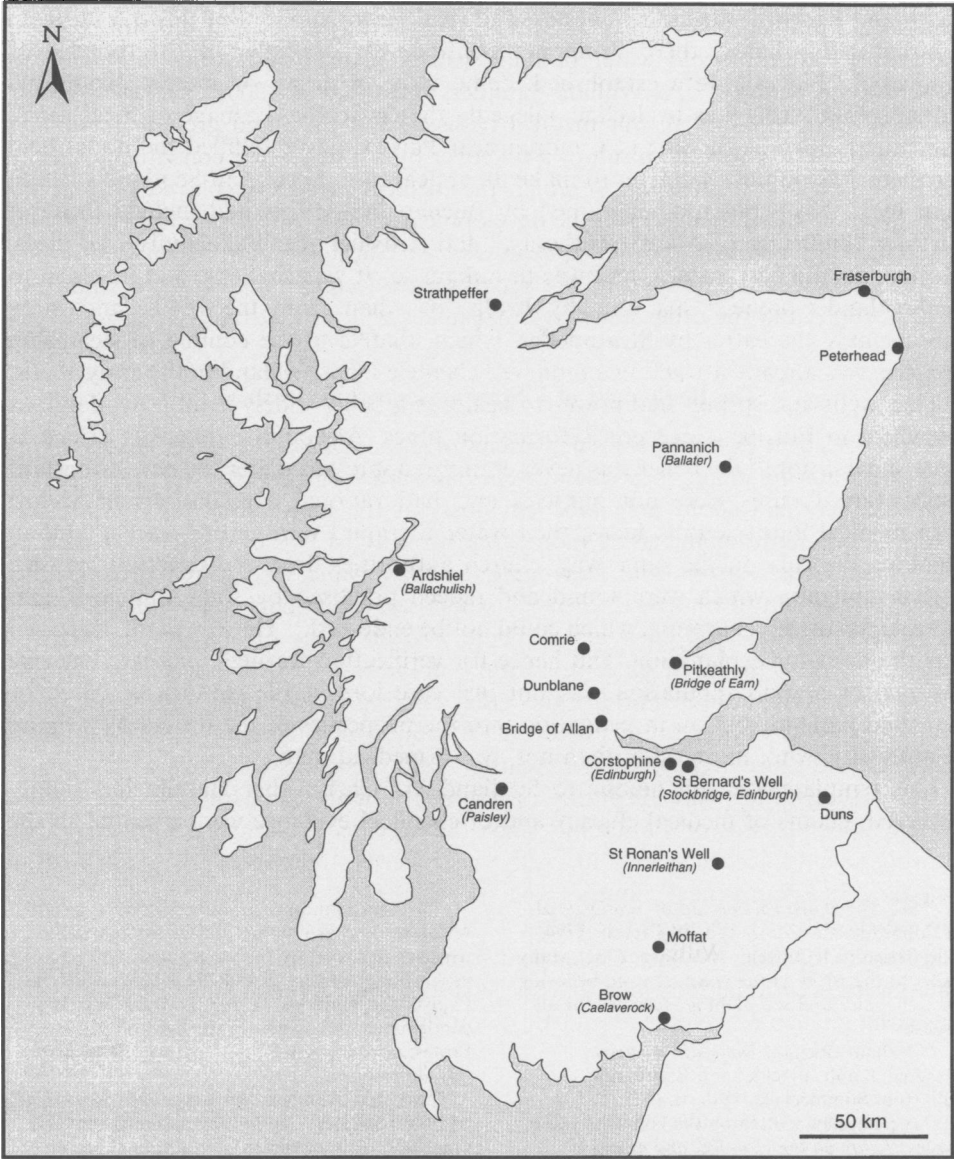 N
Strathpeffer
Fraserburgh
Peterhead
Pannanich
(Ballater)
Ardshiel
(Ballachulish)
Comrie
Pitkeathly
(Bridge of Earn)
Dunblane
Bridge of Allan
Corstophine
(Edinburgh)
St Bernard's Well
(Stockbridge, Edinburgh)
Candren
(Paisley)
Duns
St Ronan's Well
(Innerleithan)
Moffat
Brow
(Caelaverock)
50 km